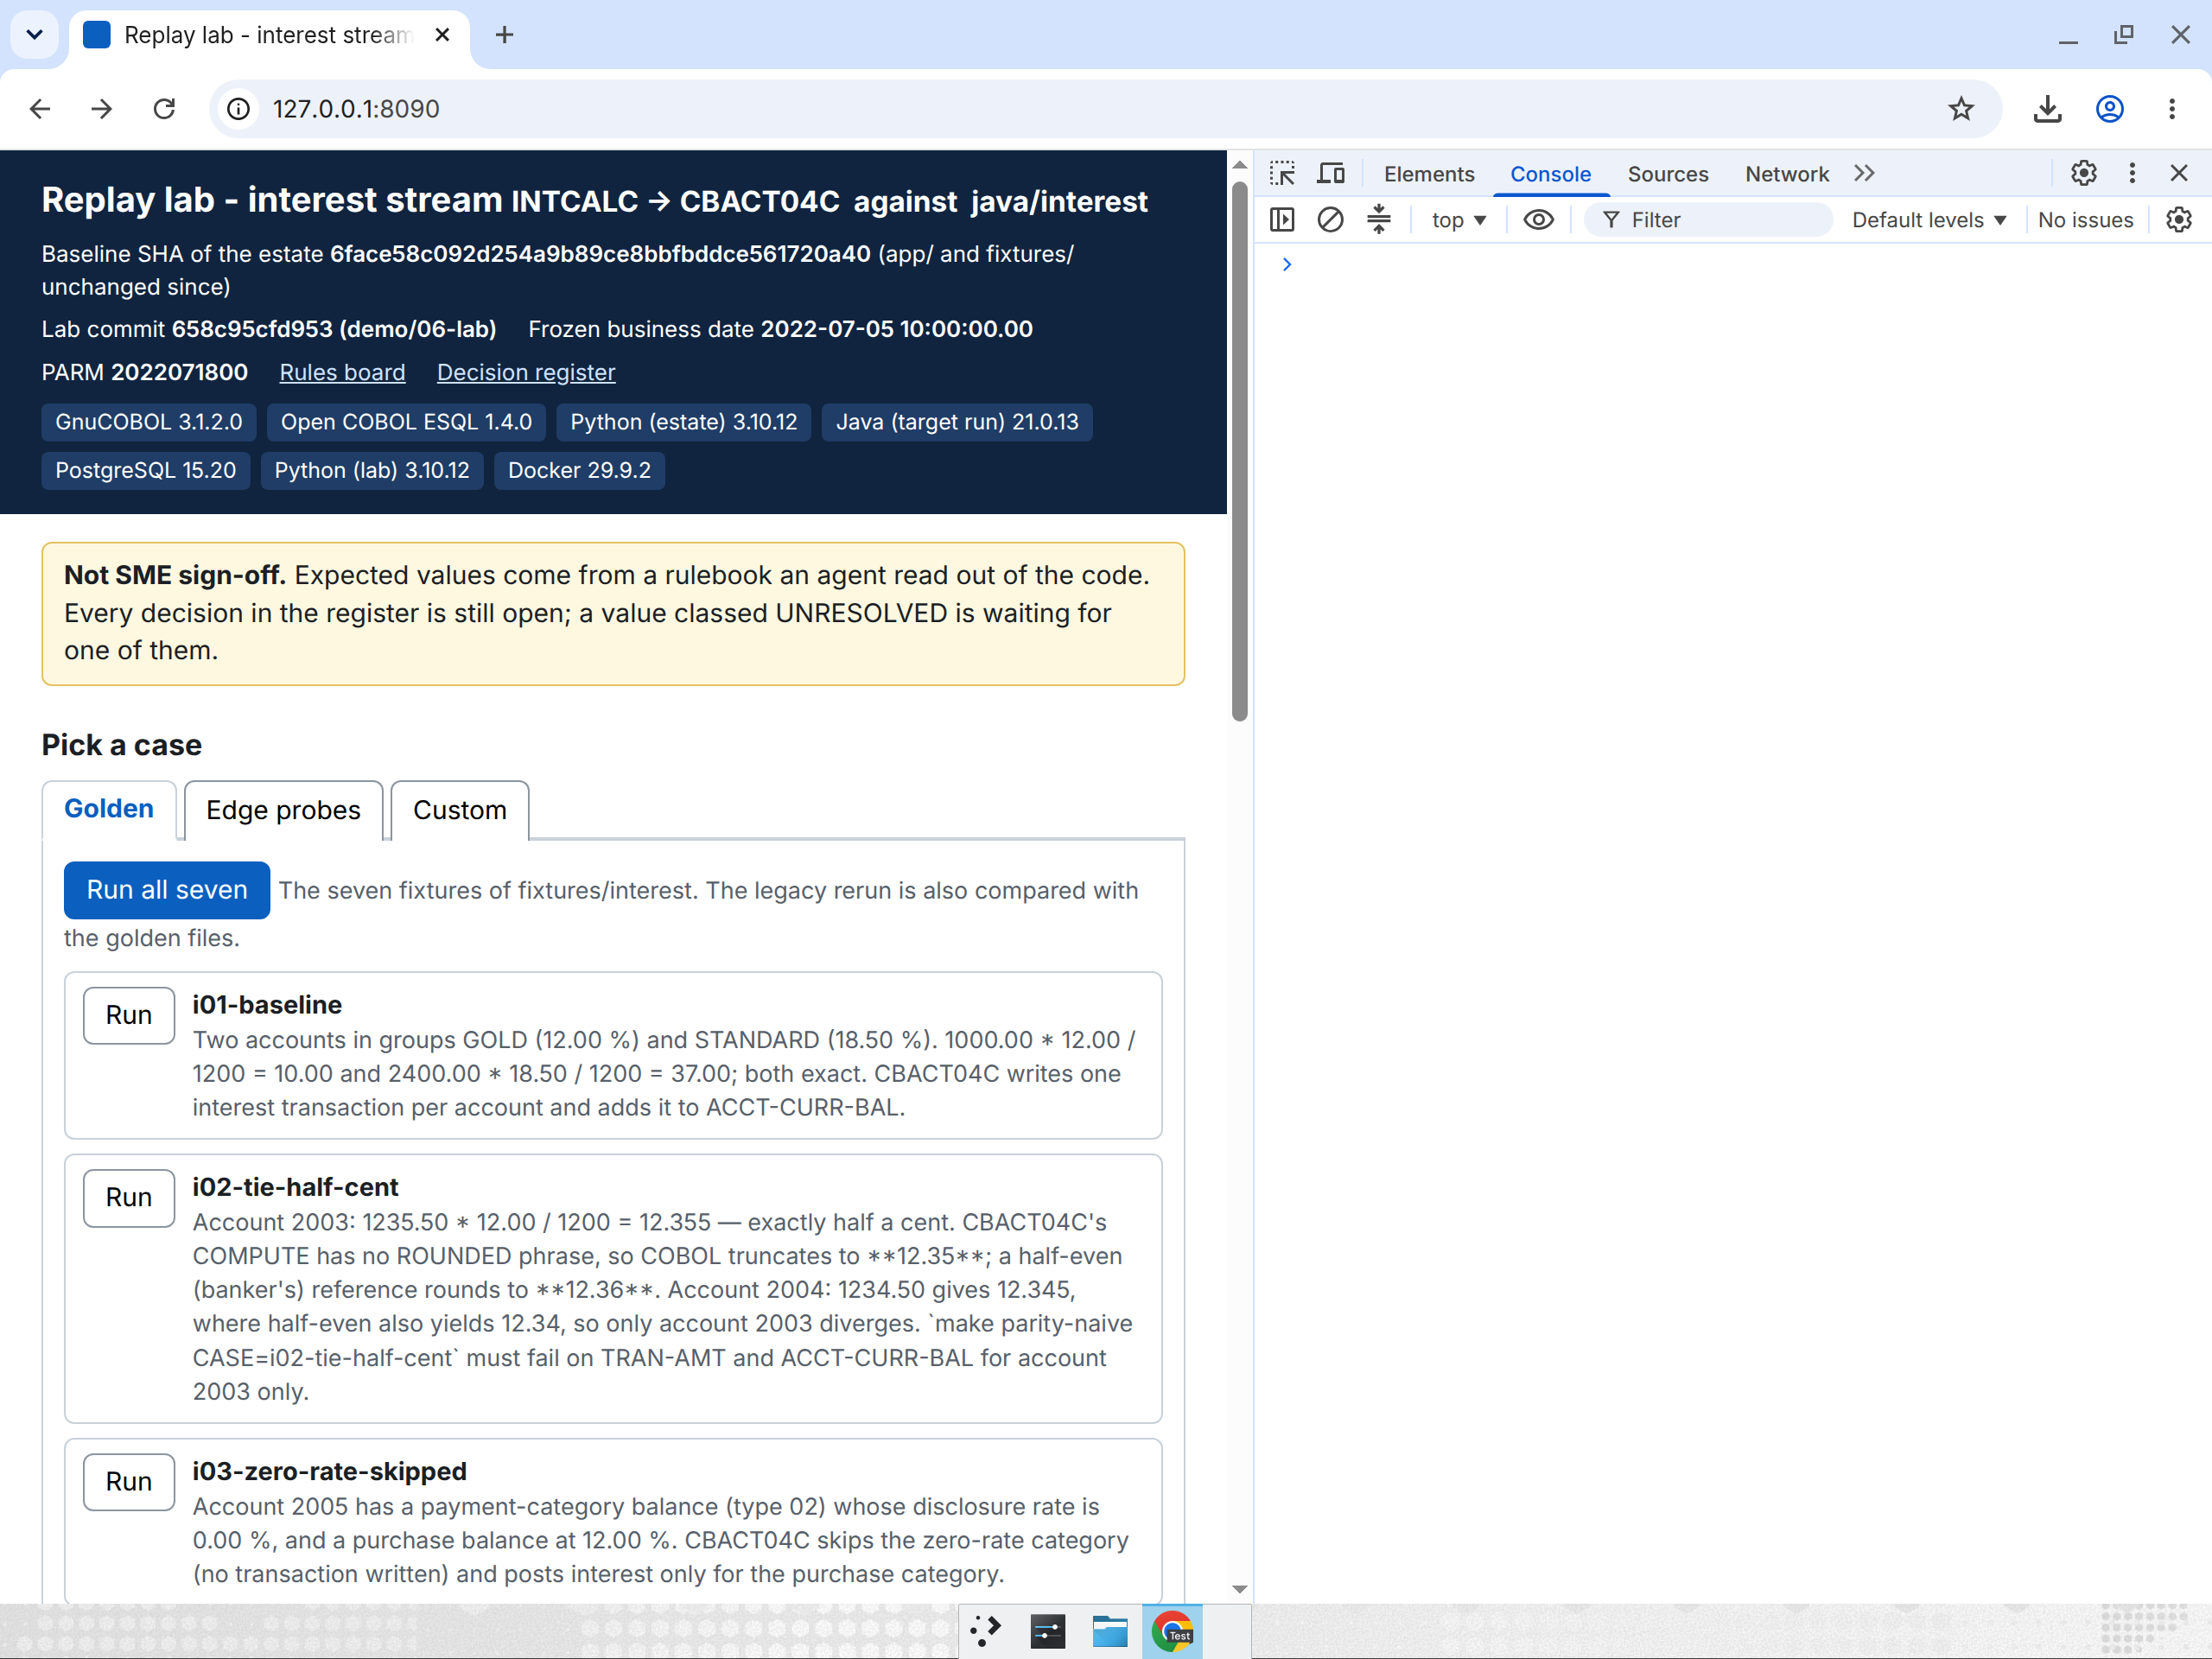 Replay lab - interest stream
127.0.0.1:8090
Replay lab - interest stream INTCALC → CBACT04C against java/interest
Baseline SHA of the estate 6face58c092d254a9b89ce8bbfbddce561720a40 (app/ and fixtures/
unchanged since)
Lab commit 658c95cfd953 (demo/06-lab) Frozen business date 2022-07-05 10:00:00.00
PARM 2022071800 Rules board Decision register
GnuCOBOL 3.1.2.0 Open COBOL ESQL 1.4.0 Python (estate) 3.10.12 Java (target run) 21.0.13
PostgreSQL 15.20 Python (lab) 3.10.12 Docker 29.9.2
Not SME sign-off. Expected values come from a rulebook an agent read out of the code.
Every decision in the register is still open; a value classed UNRESOLVED is waiting for
one of them.
Pick a case
Golden Edge probes Custom
Run all seven The seven fixtures of fixtures/interest. The legacy rerun is also compared with
the golden files.
Run i01-baseline
Two accounts in groups GOLD (12.00 %) and STANDARD (18.50 %). 1000.00 * 12.00 /
1200 = 10.00 and 2400.00 * 18.50 / 1200 = 37.00; both exact. CBACT04C writes one
interest transaction per account and adds it to ACCT-CURR-BAL.
Run i02-tie-half-cent
Account 2003: 1235.50 * 12.00 / 1200 = 12.355 — exactly half a cent. CBACT04C's
COMPUTE has no ROUNDED phrase, so COBOL truncates to **12.35**; a half-even
(banker's) reference rounds to **12.36**. Account 2004: 1234.50 gives 12.345,
where half-even also yields 12.34, so only account 2003 diverges. `make parity-naive
CASE=i02-tie-half-cent` must fail on TRAN-AMT and ACCT-CURR-BAL for account
2003 only.
Run i03-zero-rate-skipped
Account 2005 has a payment-category balance (type 02) whose disclosure rate is
0.00 %, and a purchase balance at 12.00 %. CBACT04C skips the zero-rate category
(no transaction written) and posts interest only for the purchase category.
Elements Console Sources Network
top Filter Default levels No issues
Test